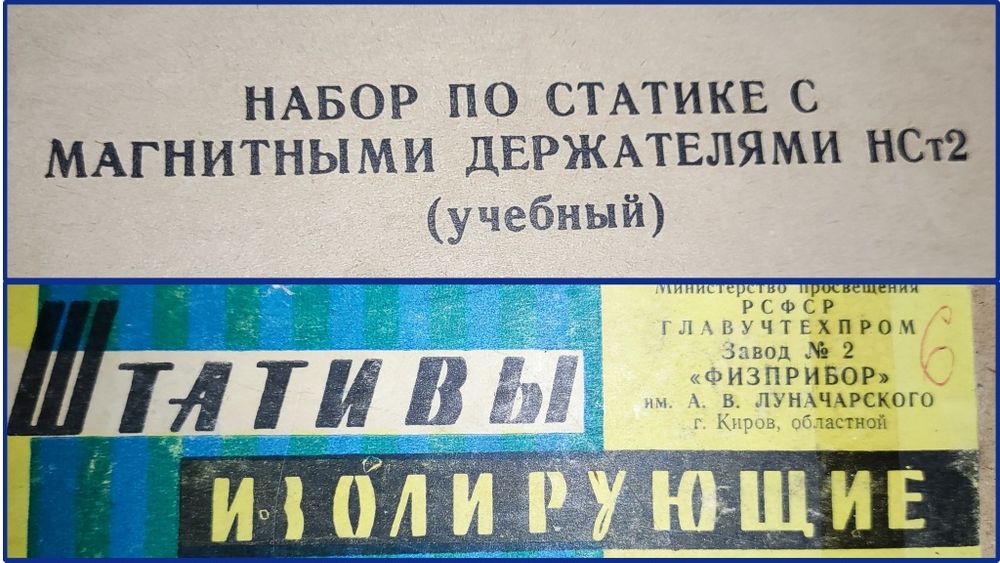 НАБОР ПО СТАТИКЕ С
МАГНИТНЫМИ ДЕРЖАТЕЛЯМИ НСт2
(учебный)
Министерство просвещения
РСФСР
ГЛАВУЧТЕХПРОМ
Завод № 2
«ФИЗПРИБОР»
им. А. В. ЛУНАЧАРСКОГО
г. Киров, областной
6
ШТАТИВЫ
ИЗОЛИРУЮЩИЕ